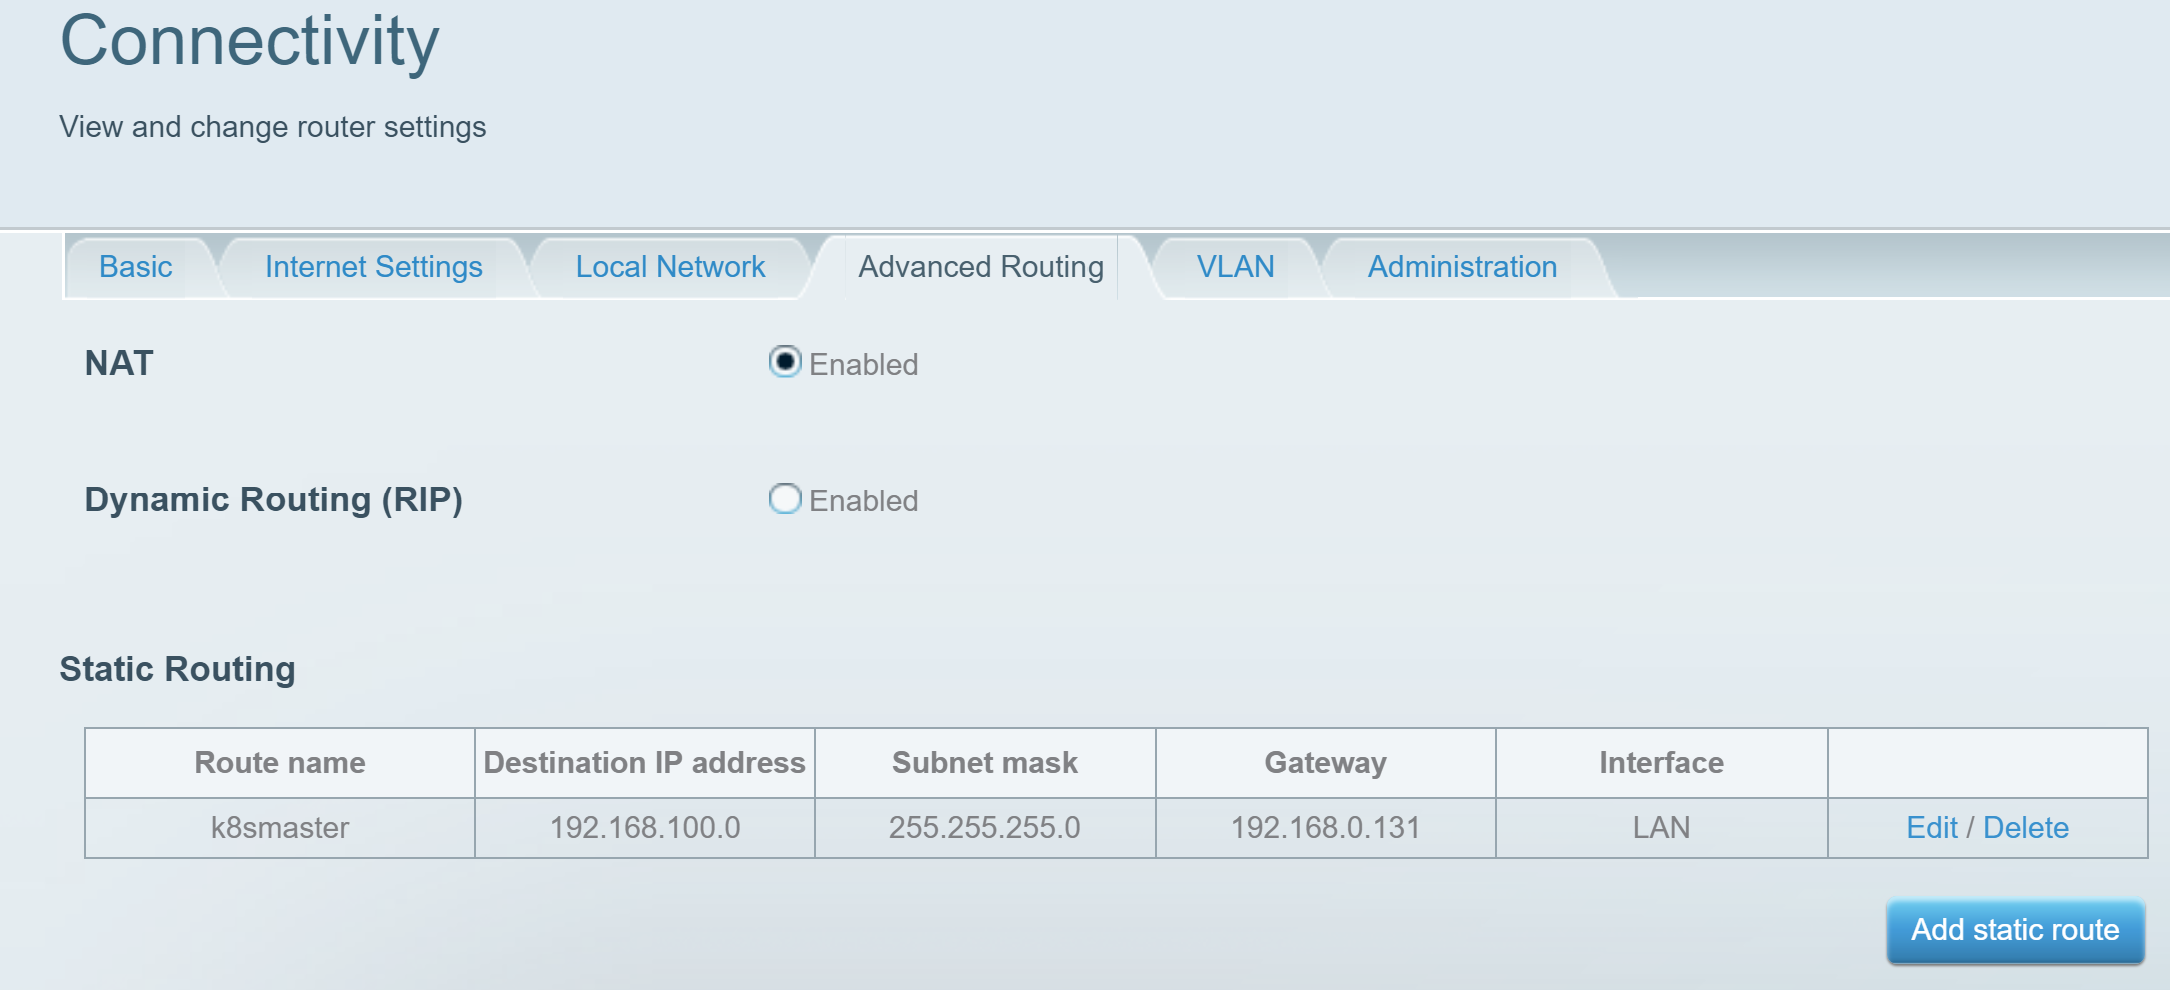 Connectivity
View and change router settings
Basic Internet Settings Local Network Advanced Routing VLAN Administration
NAT Enabled
Dynamic Routing (RIP) Enabled
Static Routing
Route name Destination IP address Subnet mask Gateway Interface
k8smaster 192.168.100.0 255.255.255.0 192.168.0.131 LAN Edit / Delete
Add static route